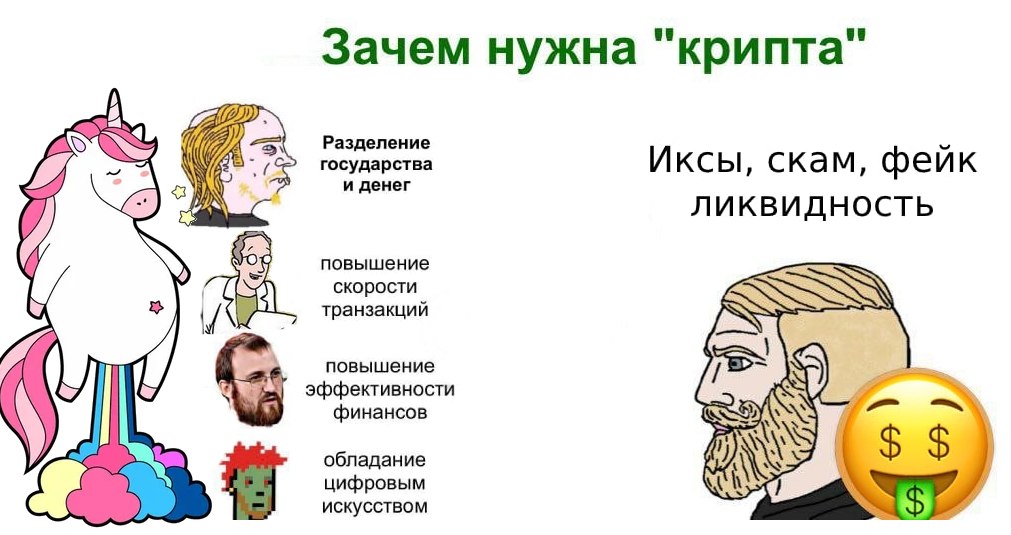 Зачем нужна "крипта"
Разделение
государства
и денег
повышение
скорости
транзакций
повышение
эффективности
финансов
обладание
цифровым
искусством
Иксы, скам, фейк
ликвидность
$ $
$